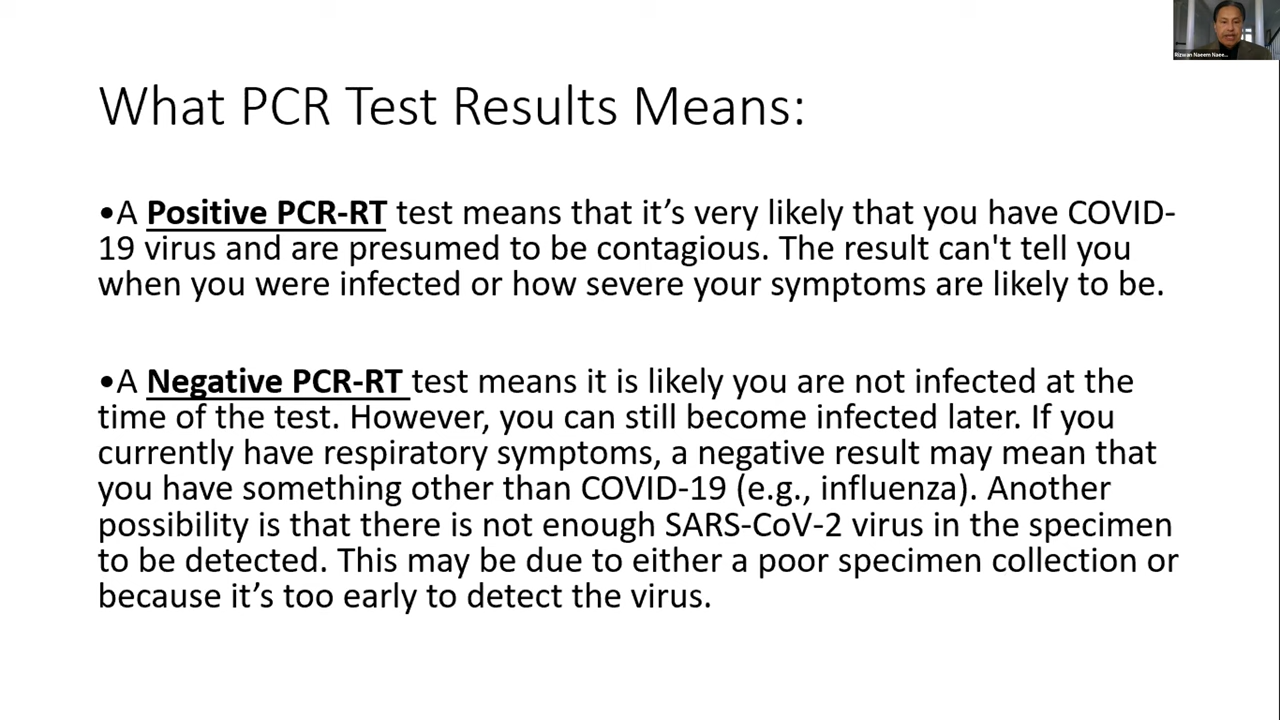 Rizwan Naeem Naee...
What PCR Test Results Means:
•A Positive PCR-RT test means that it’s very likely that you have COVID-
19 virus and are presumed to be contagious. The result can't tell you
when you were infected or how severe your symptoms are likely to be.
•A Negative PCR-RT test means it is likely you are not infected at the
time of the test. However, you can still become infected later. If you
currently have respiratory symptoms, a negative result may mean that
you have something other than COVID-19 (e.g., influenza). Another
possibility is that there is not enough SARS-CoV-2 virus in the specimen
to be detected. This may be due to either a poor specimen collection or
because it’s too early to detect the virus.